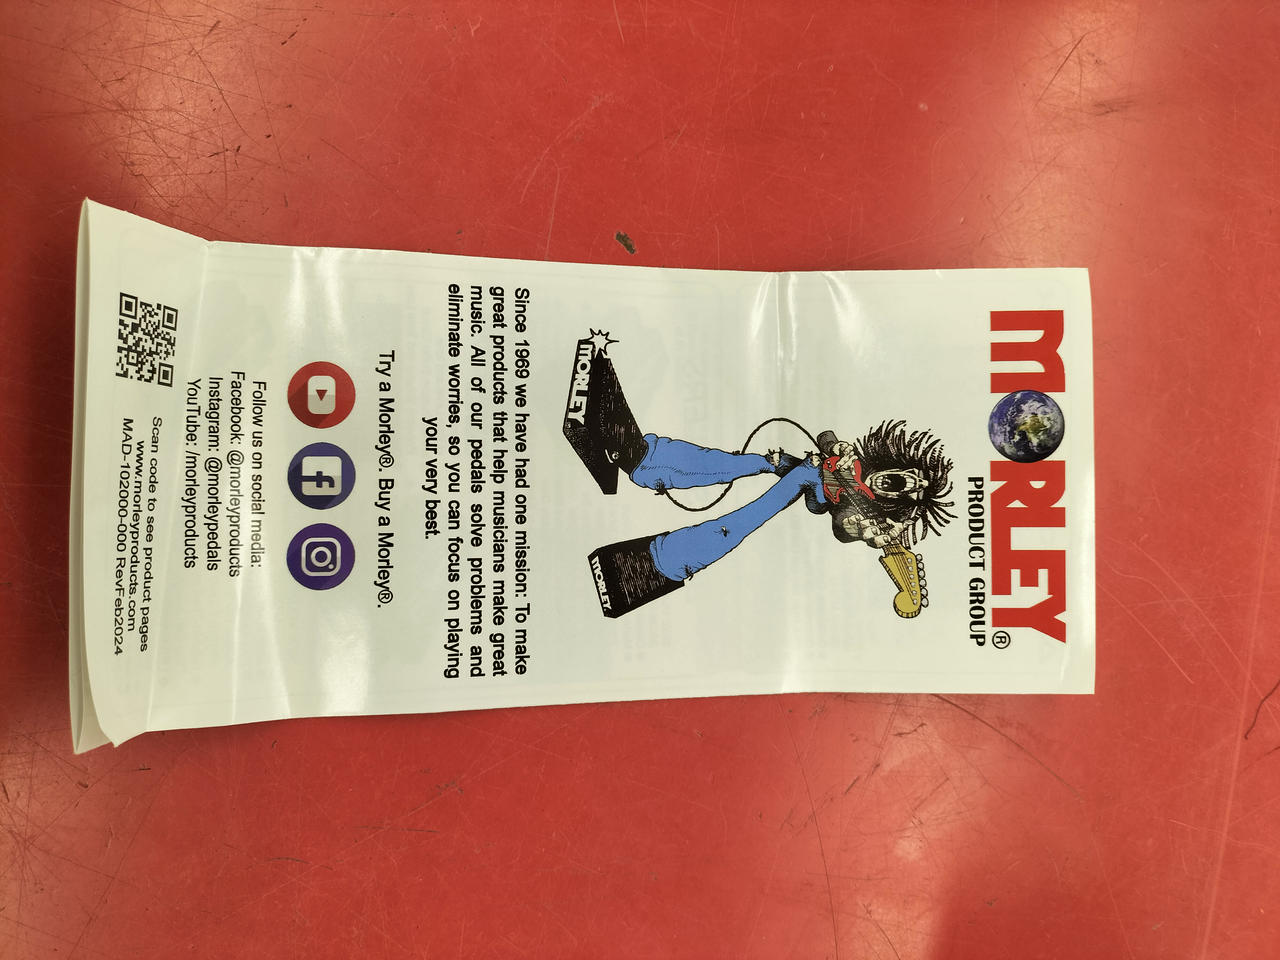 MORLEY®
PRODUCT GROUP
MORLEY
MORLEY
Since 1969 we have had one mission: To make
great products that help musicians make great
music. All of our pedals solve problems and
eliminate worries, so you can focus on playing
your very best.
Try a Morley®. Buy a Morley®.
Follow us on social media:
Facebook: @morleyproducts
Instagram: @morleypedals
YouTube: /morleyproducts
Scan code to see product pages
www.morleyproducts.com
MAD-102000-000 RevFeb2024